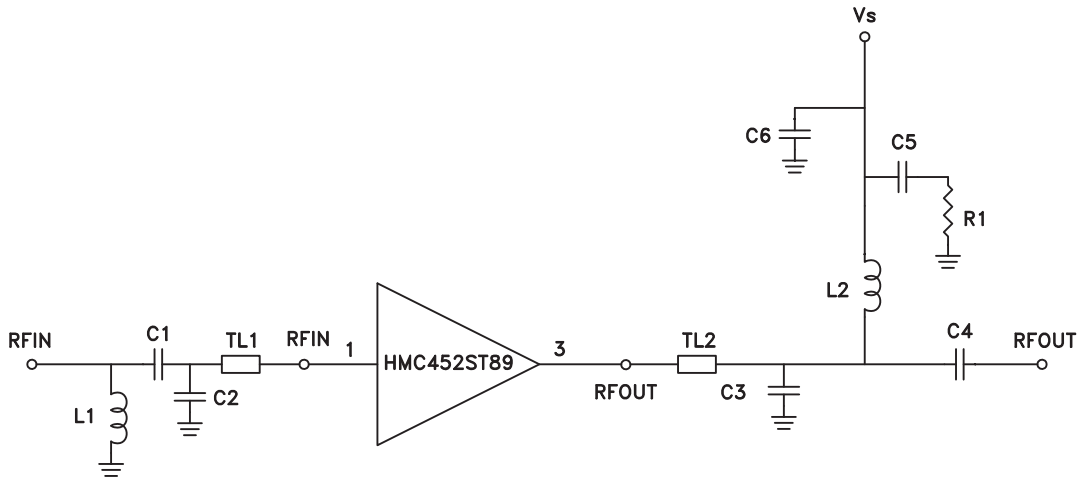 Vs
C6
C5
R1
L2
RFIN
C1
TL1
RFIN
1
HMC452ST89
3
TL2
C4
RFOUT
RFOUT
L1
C2
C3